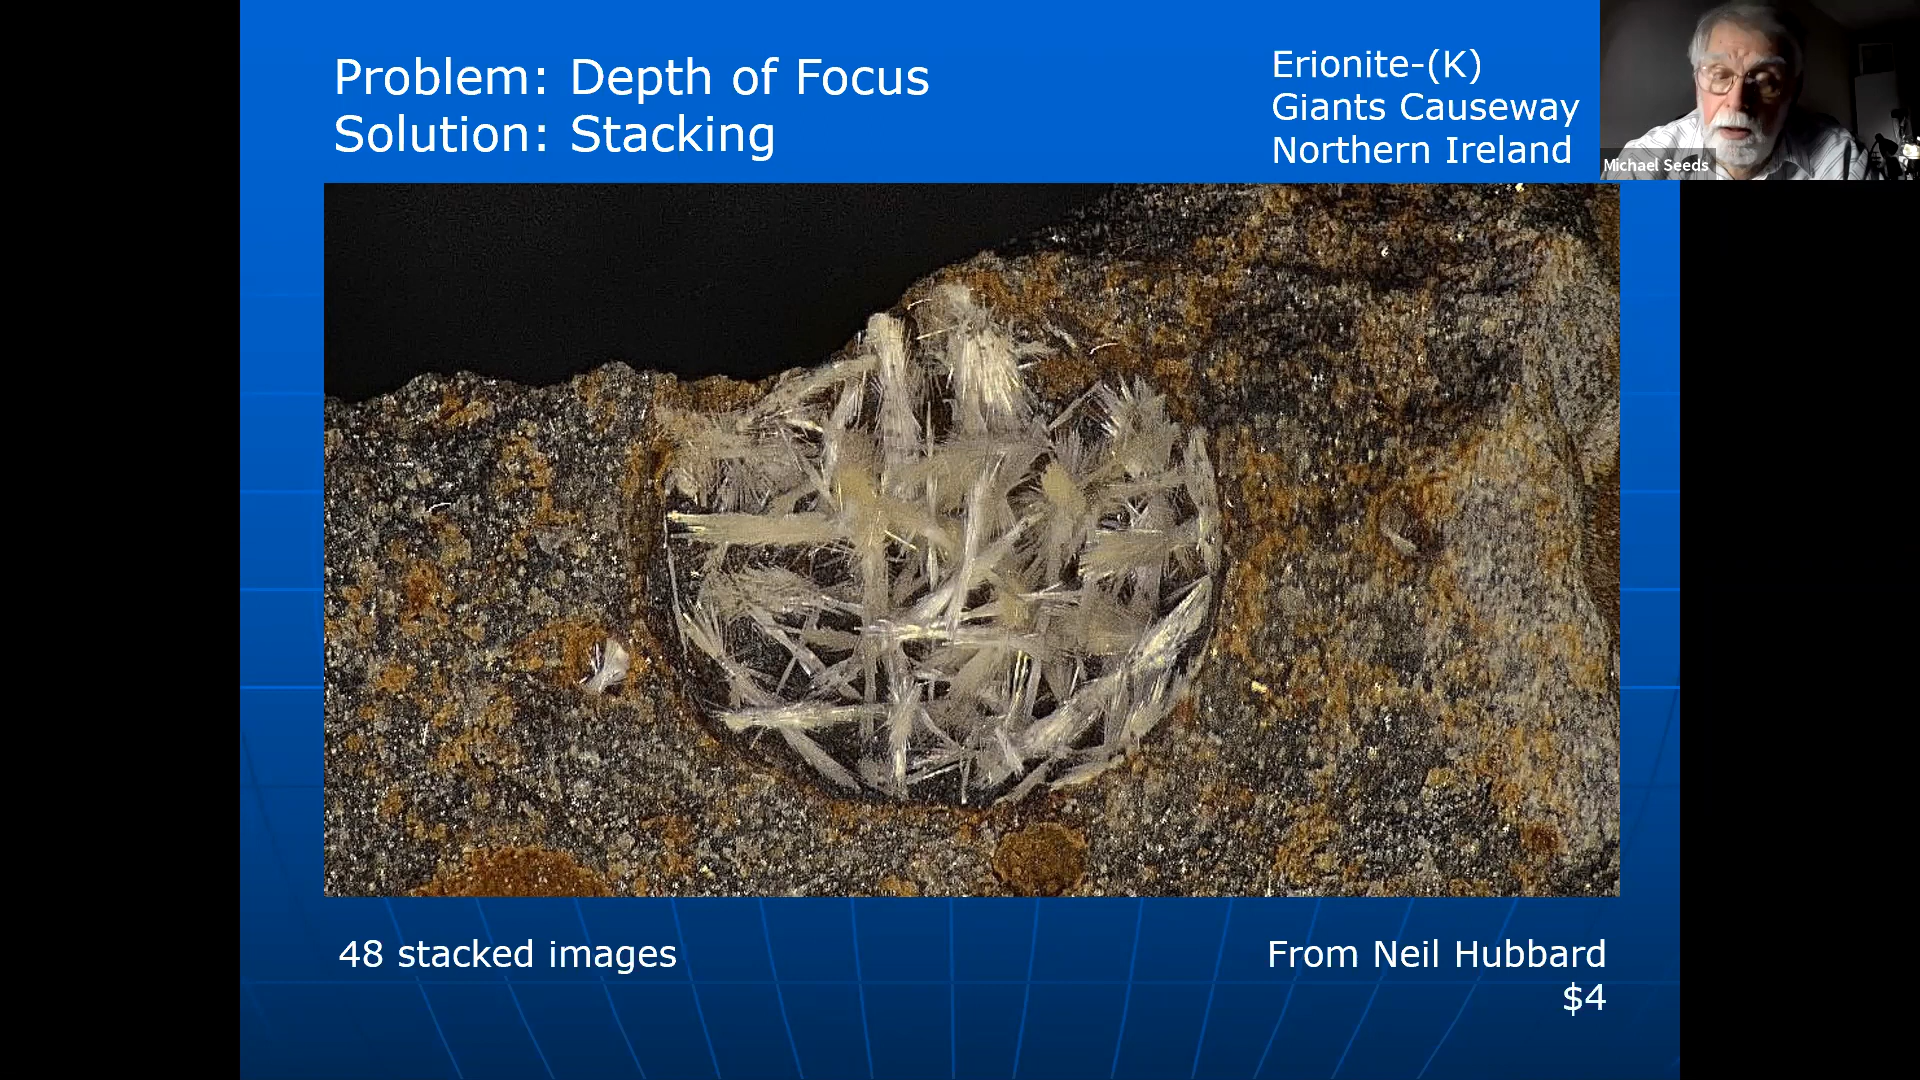 Problem: Depth of Focus
Solution: Stacking
Erionite-(K)
Giants Causeway
Northern Ireland
Michael Seeds
48 stacked images
From Neil Hubbard
$4